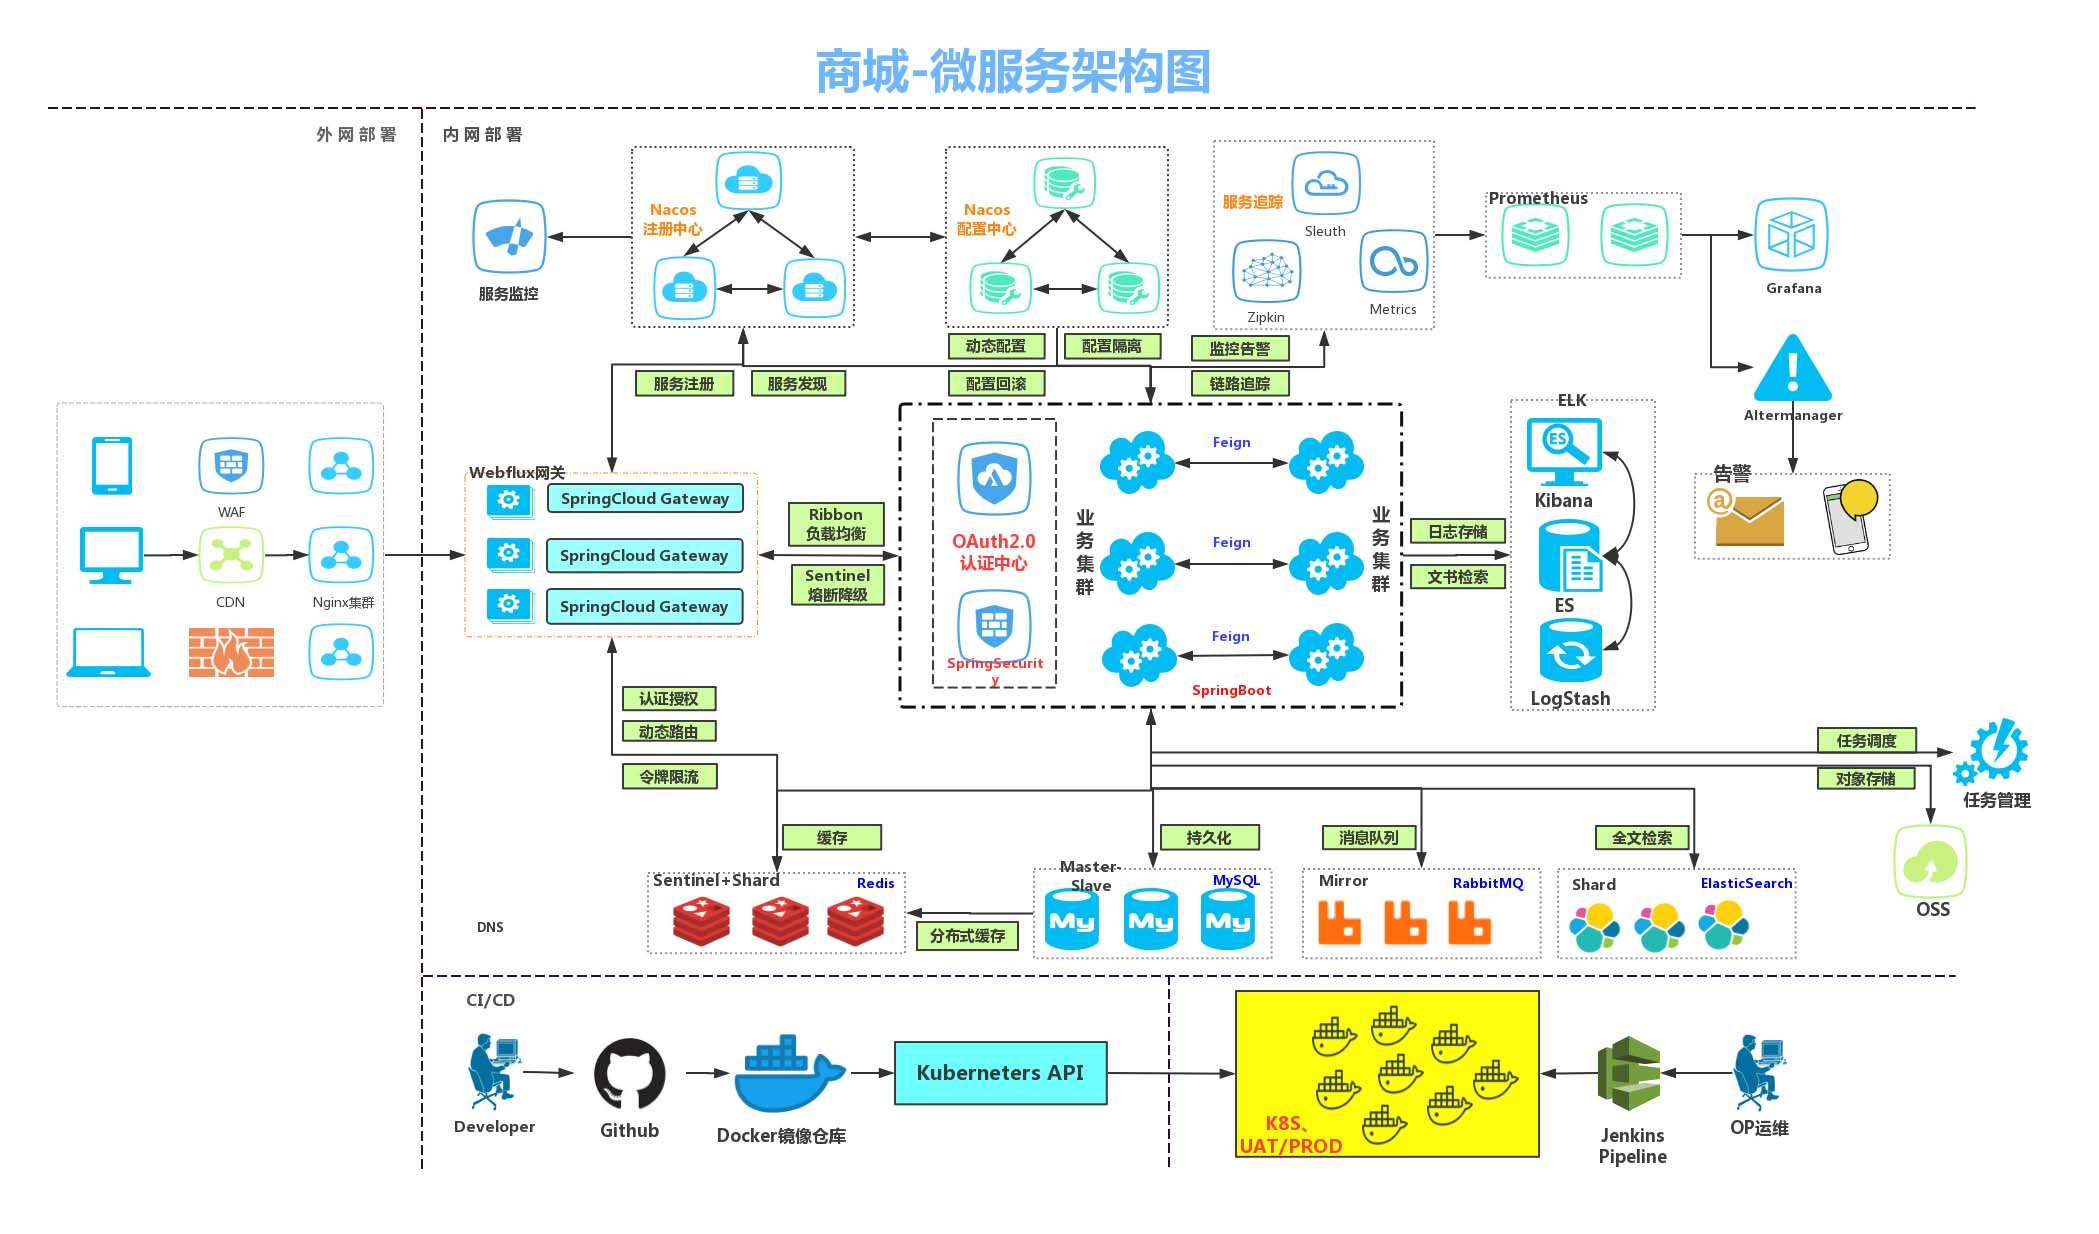 商城-微服务架构图
外网部署
内网部署
Nacos
注册中心
Nacos
配置中心
服务追踪
Sleuth
Zipkin
Metrics
Prometheus
Grafana
服务监控
动态配置
配置隔离
监控告警
服务注册
服务发现
配置回滚
链路追踪
Altermanager
告警
@
WAF
CDN
Nginx集群
Webflux网关
SpringCloud Gateway
SpringCloud Gateway
SpringCloud Gateway
Ribbon
负载均衡
Sentinel
熔断降级
OAuth2.0
认证中心
SpringSecurit
y
业务集群
Feign
Feign
Feign
SpringBoot
业务集群
日志存储
文书检索
ELK
ES
Kibana
ES
LogStash
认证授权
动态路由
令牌限流
任务调度
对象存储
任务管理
OSS
缓存
持久化
消息队列
全文检索
Sentinel+Shard
Redis
分布式缓存
Master-
Slave
MySQL
My
My
My
Mirror
RabbitMQ
Shard
ElasticSearch
DNS
CI/CD
Developer
Github
Docker镜像仓库
Kuberneters API
K8S、
UAT/PROD
Jenkins
Pipeline
OP运维